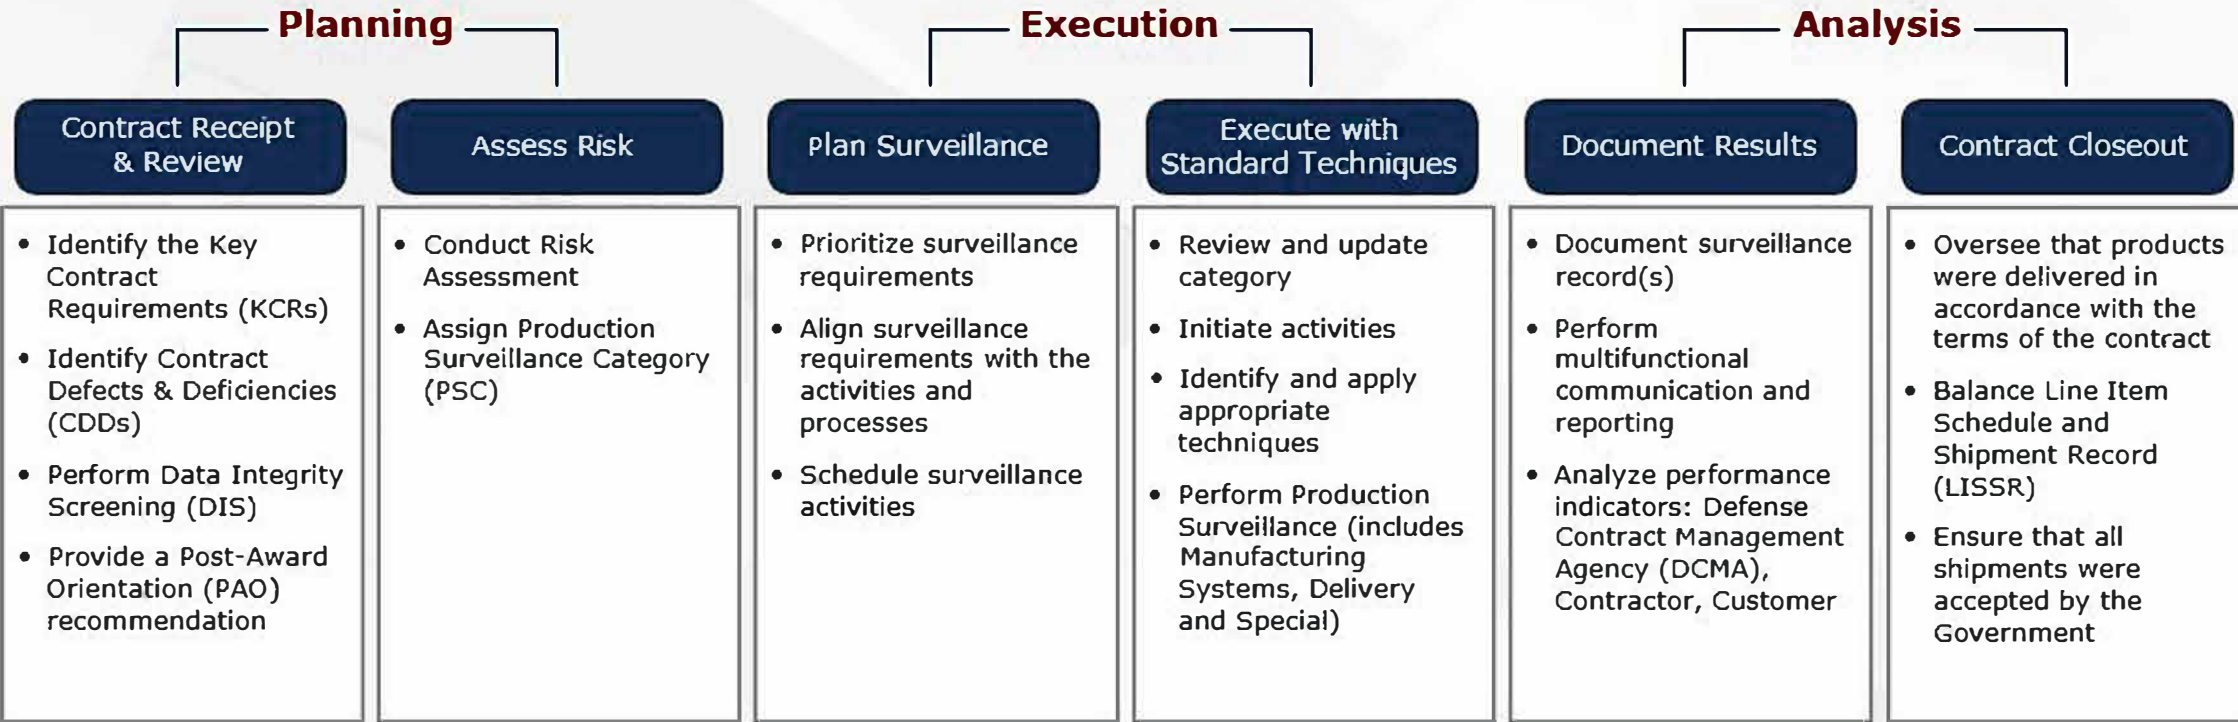 Planning
Execution
Analysis
Contract Receipt
& Review
Assess Risk
Plan Surveillance
Execute with
Standard Techniques
Document Results
Contract Closeout
• Identify the Key
Contract
Requirements (KCRs)
• Identify Contract
Defects & Deficiencies
(CDDs)
• Perform Data Integrity
Screening (DIS)
• Provide a Post-Award
Orientation (PAO)
recommendation
• Conduct Risk
Assessment
• Assign Production
Surveillance Category
(PSC)
• Prioritize surveillance
requirements
• Align surveillance
requirements with the
activities and
processes
• Schedule surveillance
activities
• Review and update
category
• Initiate activities
• Identify and apply
appropriate
techniques
• Perform Production
Surveillance (includes
Manufacturing
Systems, Delivery
and Special)
• Document surveillance
record(s)
• Perform
multifunctional
communication and
reporting
• Analyze performance
indicators: Defense
Contract Management
Agency (DCMA),
Contractor, Customer
• Oversee that products
were delivered in
accordance with the
terms of the contract
• Balance Line Item
Schedule and
Shipment Record
(LISSR)
• Ensure that all
shipments were
accepted by the
Government